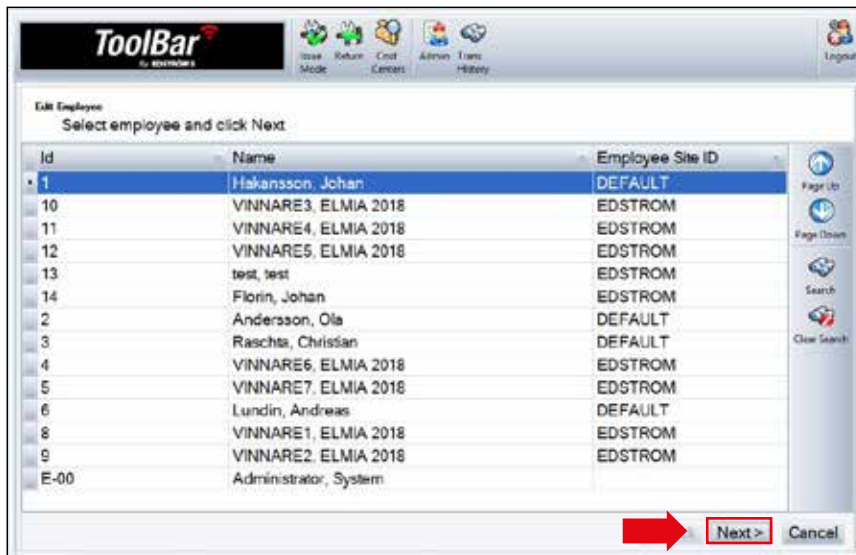 ToolBar
By EDSTRÖMS
Issue Mode
Return
Cost Centers
Admin
Trans History
Logout
Edit Employee
Select employee and click Next
Id Name Employee Site ID
1 Hakansson, Johan DEFAULT
10 VINNARE3, ELMIA 2018 EDSTROM
11 VINNARE4, ELMIA 2018 EDSTROM
12 VINNARE5, ELMIA 2018 EDSTROM
13 test, test EDSTROM
14 Florin, Johan EDSTROM
2 Andersson, Ola DEFAULT
3 Raschta, Christian DEFAULT
4 VINNARE6, ELMIA 2018 EDSTROM
5 VINNARE7, ELMIA 2018 EDSTROM
6 Lundin, Andreas DEFAULT
8 VINNARE1, ELMIA 2018 EDSTROM
9 VINNARE2, ELMIA 2018 EDSTROM
E-00 Administrator, System
Page Up
Page Down
Search
Clear Search
Next >
Cancel